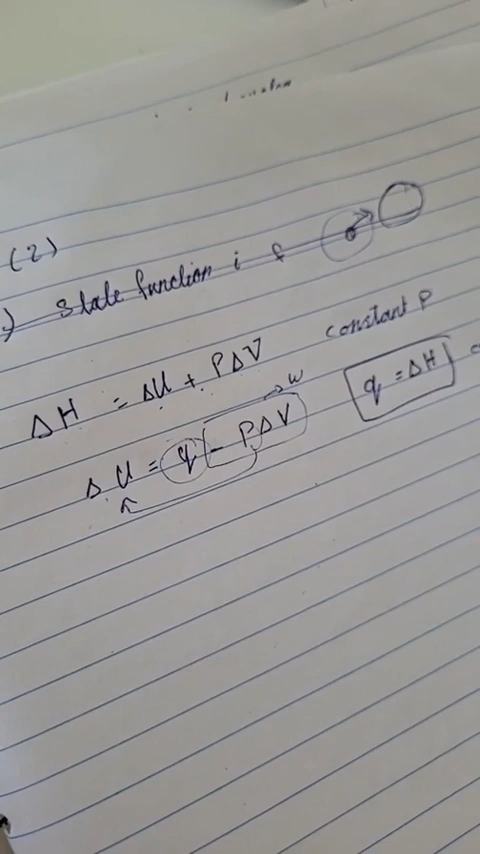 (2)
State function i f
ΔH = ΔU + PΔV constant P
→ W
ΔU = q - PΔV q = ΔH